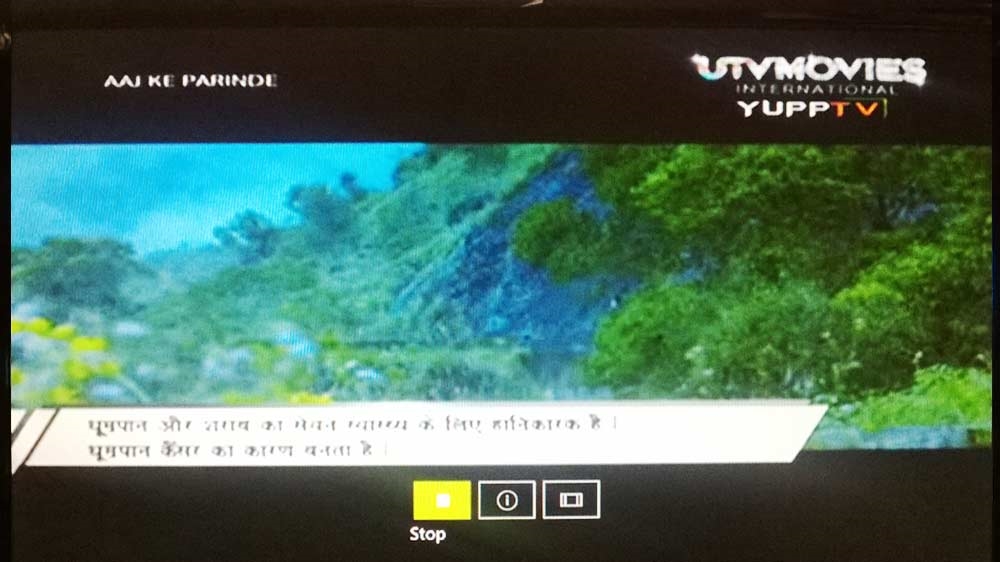 AAJ KE PARINDE
UTVMOVIES
INTERNATIONAL
YUPPTV
धूम्रपान और शराब का सेवन स्वास्थ्य के लिए हानिकारक है |
धूम्रपान कैंसर का कारण बनता है |
Stop